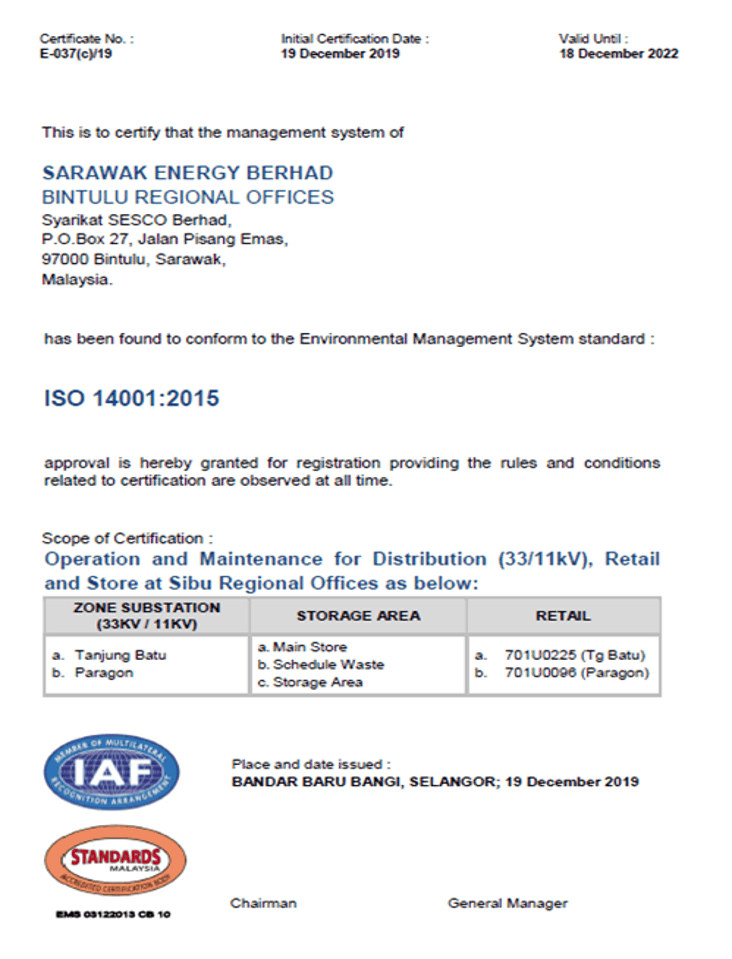 Certificate No. :
E-037(c)/19
Initial Certification Date :
19 December 2019
Valid Until :
18 December 2022
This is to certify that the management system of
SARAWAK ENERGY BERHAD
BINTULU REGIONAL OFFICES
Syarikat SESCO Berhad,
P.O.Box 27, Jalan Pisang Emas,
97000 Bintulu, Sarawak,
Malaysia.
has been found to conform to the Environmental Management System standard :
ISO 14001:2015
approval is hereby granted for registration providing the rules and conditions
related to certification are observed at all time.
Scope of Certification :
Operation and Maintenance for Distribution (33/11kV), Retail
and Store at Sibu Regional Offices as below:
ZONE SUBSTATION
(33KV / 11KV)
STORAGE AREA
RETAIL
a. Tanjung Batu
b. Paragon
a. Main Store
b. Schedule Waste
c. Storage Area
a. 701U0225 (Tg Batu)
b. 701U0096 (Paragon)
MEMBER OF MULTILATERAL
IAF
RECOGNITION ARRANGEMENT
Place and date issued :
BANDAR BARU BANGI, SELANGOR; 19 December 2019
STANDARDS
MALAYSIA
ACCREDITED CERTIFICATION BODY
EMS 03122013 CB 10
Chairman
General Manager